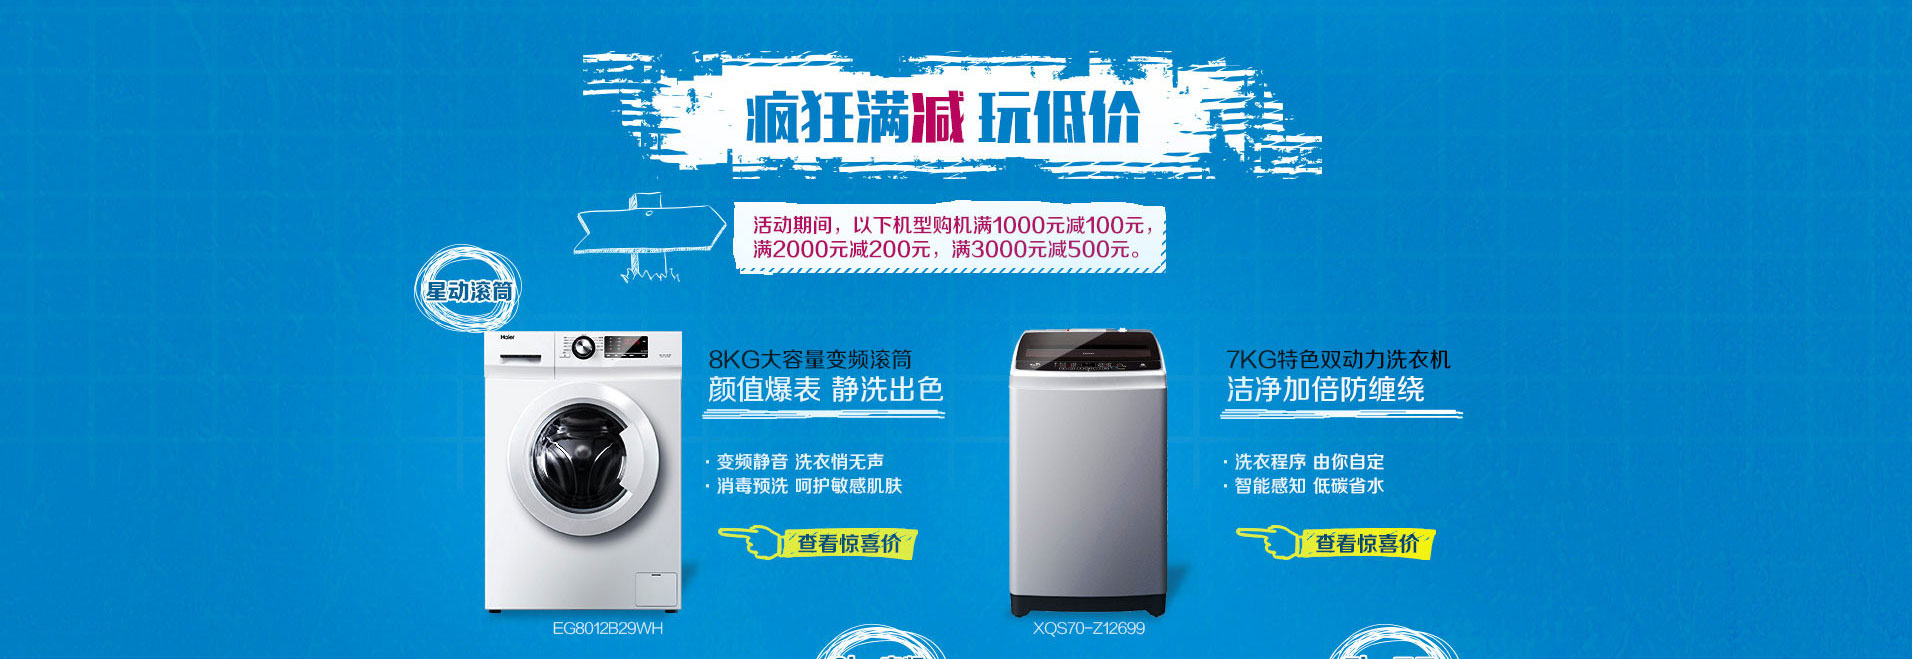 疯狂满减 玩低价
活动期间，以下机型购机满1000元减100元，
满2000元减200元，满3000元减500元。
星动滚筒
Haier
8KG大容量变频滚筒
颜值爆表 静洗出色
· 变频静音 洗衣悄无声
· 消毒预洗 呵护敏感肌肤
查看惊喜价
EG8012B29WH
7KG特色双动力洗衣机
洁净加倍防缠绕
· 洗衣程序 由你自定
· 智能感知 低碳省水
查看惊喜价
XQS70-Z12699